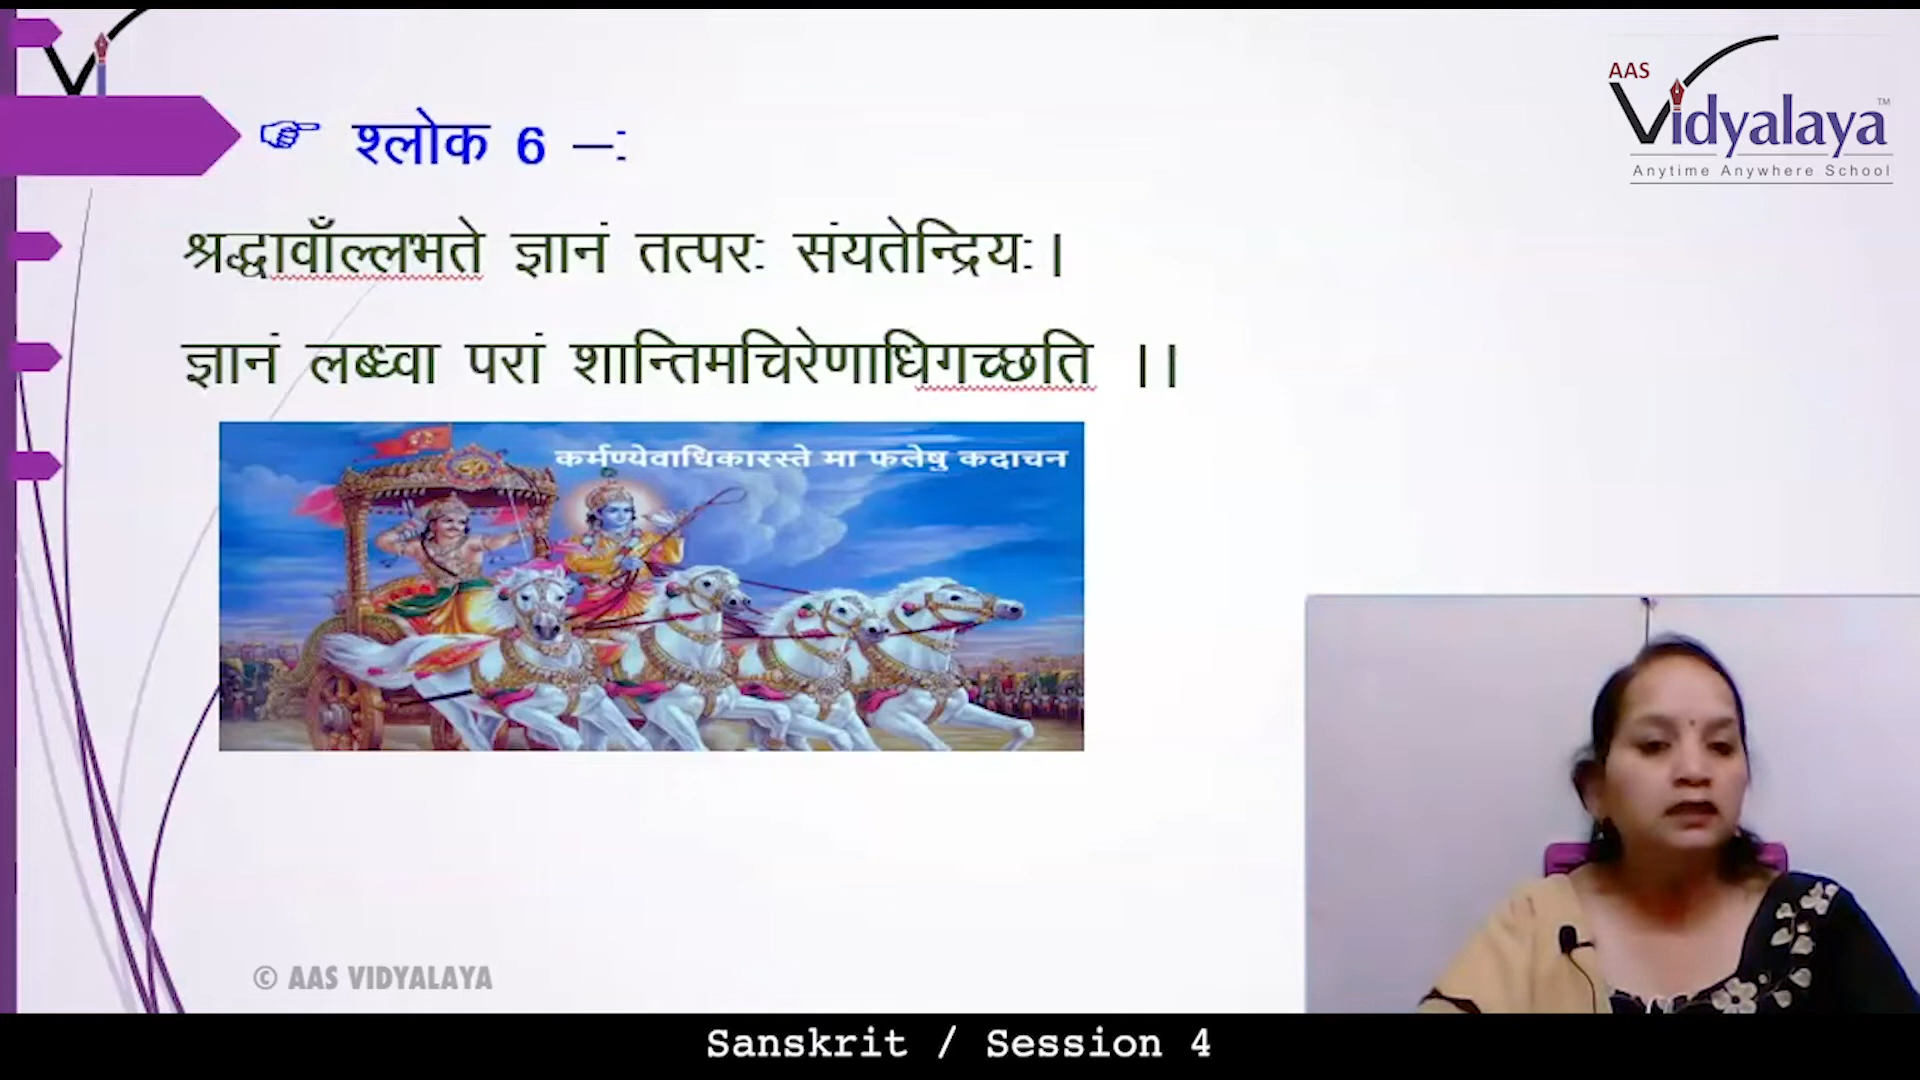 AAS
Vidyalaya™
Anytime Anywhere School
☞ श्लोक 6 –:
श्रद्धावाँल्लभते ज्ञानं तत्परः संयतेन्द्रियः।
ज्ञानं लब्ध्वा परां शान्तिमचिरेणाधिगच्छति ।।
कर्मण्येवाधिकारस्ते मा फलेषु कदाचन
© AAS VIDYALAYA
Sanskrit / Session 4